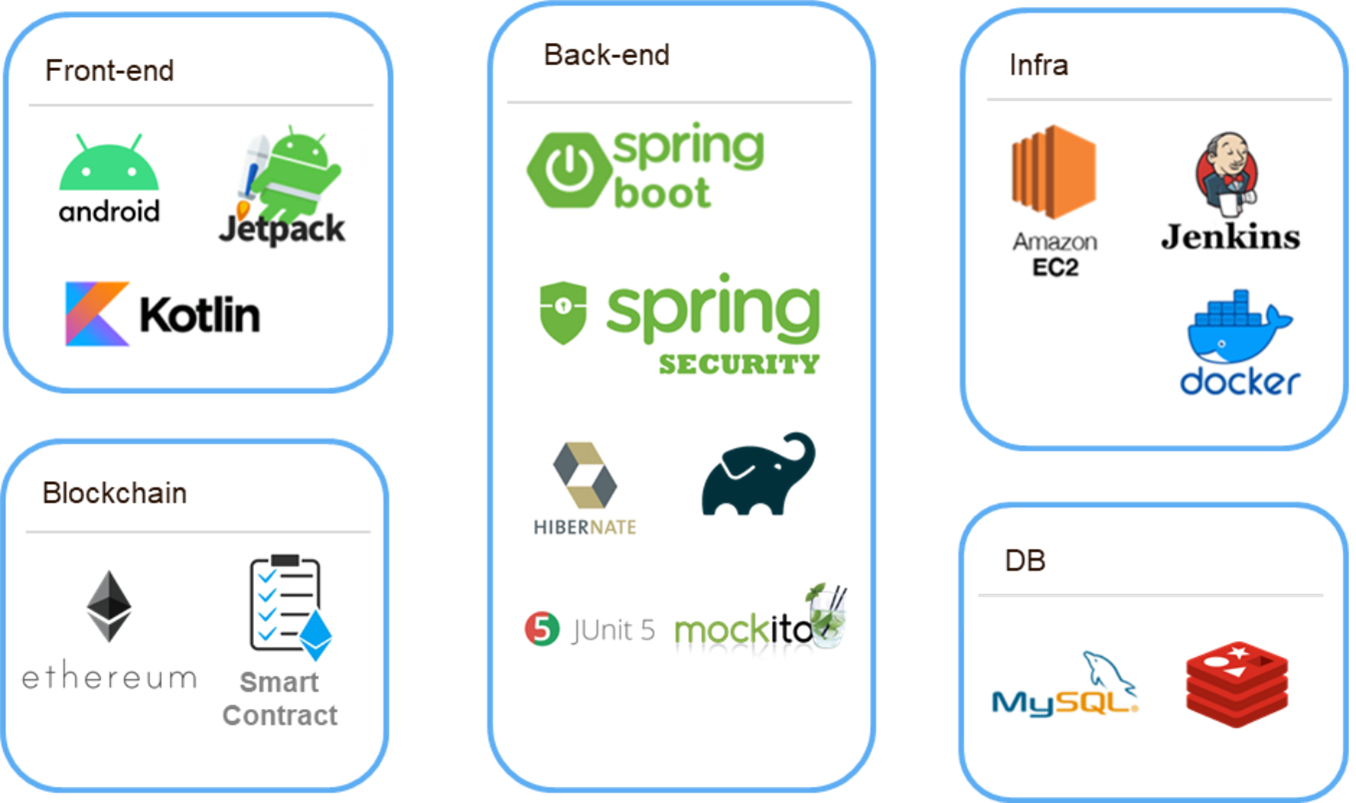 Front-end
android
Jetpack
Kotlin
Blockchain
ethereum
Smart
Contract
Back-end
spring
boot
spring
SECURITY
HIBERNATE
5 JUnit 5
mockito
Infra
Amazon
EC2
Jenkins
docker
DB
MySQL®